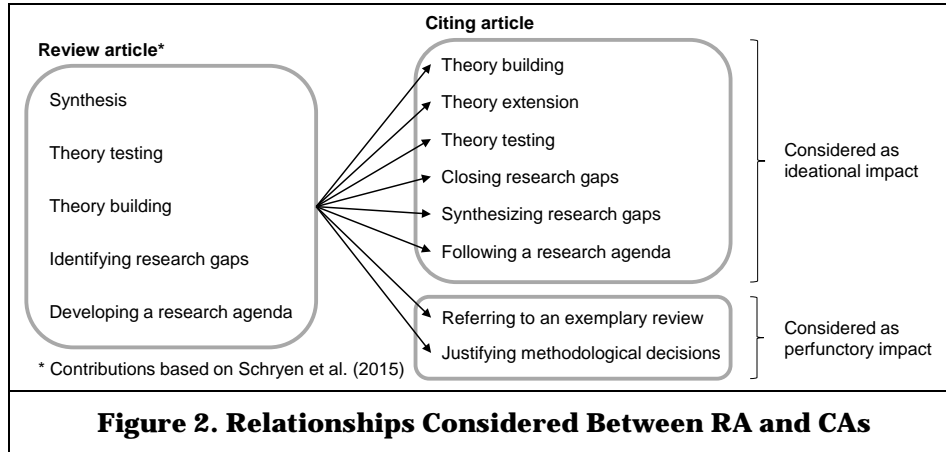 Review article*
Synthesis
Theory testing
Theory building
Identifying research gaps
Developing a research agenda
* Contributions based on Schryen et al. (2015)
Citing article
Theory building
Theory extension
Theory testing
Closing research gaps
Synthesizing research gaps
Following a research agenda
Referring to an exemplary review
Justifying methodological decisions
Considered as
ideational impact
Considered as
perfunctory impact
Figure 2. Relationships Considered Between RA and CAs